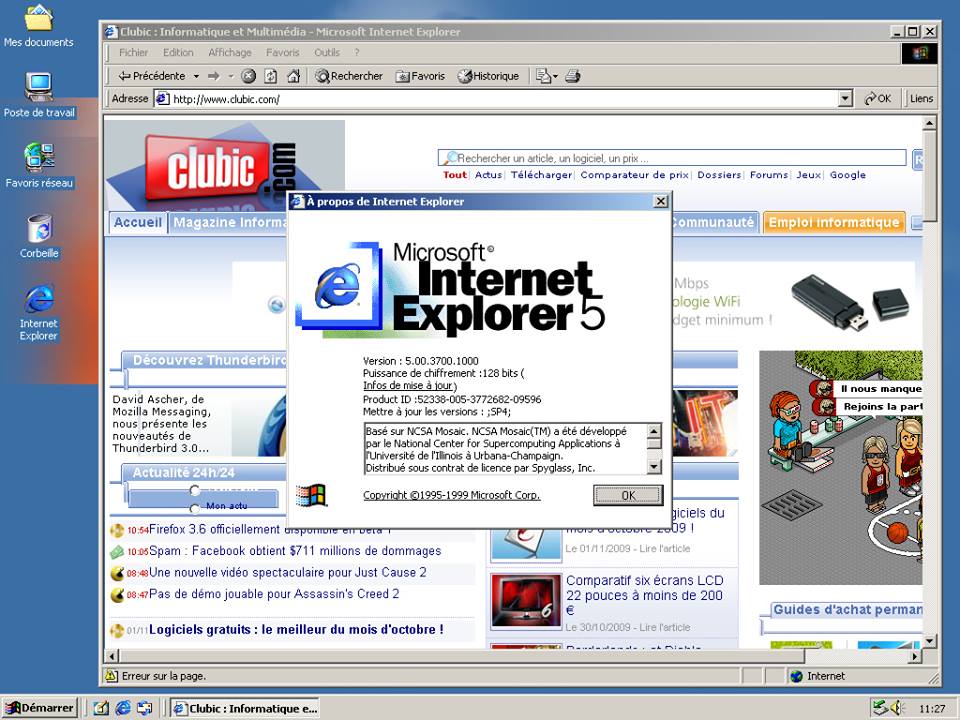 Mes documents
Poste de travail
Favoris réseau
Corbeille
Internet
Explorer
Clubic : Informatique et Multimédia - Microsoft Internet Explorer
Fichier Edition Affichage Favoris Outils ?
Précédente Rechercher Favoris Historique
Adresse http://www.clubic.com/ OK Liens
clubic
.com
Rechercher un article, un logiciel, un prix ...
R
Tout| Actus| Télécharger| Comparateur de prix| Dossiers| Forums| Jeux| Google
Accueil Magazine Informa
ommunauté Emploi informatique
À propos de Internet Explorer
Microsoft©
Internet
Explorer 5
Version : 5.00.3700.1000
Puissance de chiffrement :128 bits (
Infos de mise à jour)
Product ID :52338-005-3772682-09596
Mettre à jour les versions : ;SP4;
Basé sur NCSA Mosaic. NCSA Mosaic(TM) a été développé
par le National Center for Supercomputing Applications à
l'Université de l'Illinois à Urbana-Champaign.
Distribué sous contrat de licence par Spyglass, Inc.
Copyright ©1995-1999 Microsoft Corp.
OK
Mbps
ologie WiFi
dget minimum !
Découvrez Thunderbird
David Ascher, de
Mozilla Messaging,
nous présente les
nouveautés de
Thunderbird 3.0...
IT
Il nous manque
Rejoins la part
Actualité 24h/24
Mon actu
10:54 Firefox 3.6 officiellement disponible en beta !
10:05 Spam : Facebook obtient $711 millions de dommages
08:48 Une nouvelle vidéo spectaculaire pour Just Cause 2
08:47 Pas de démo jouable pour Assassin's Creed 2
01/11 Logiciels gratuits : le meilleur du mois d'octobre !
giciels du
mois d'octobre 2009 !
Le 01/11/2009 - Lire l'article
6
Comparatif six écrans LCD
22 pouces à moins de 200
€
Le 30/10/2009 - Lire l'article
Borderlands : et Diablo
Guides d'achat perman
Erreur sur la page.
Internet
Démarrer
Clubic : Informatique e...
11:27